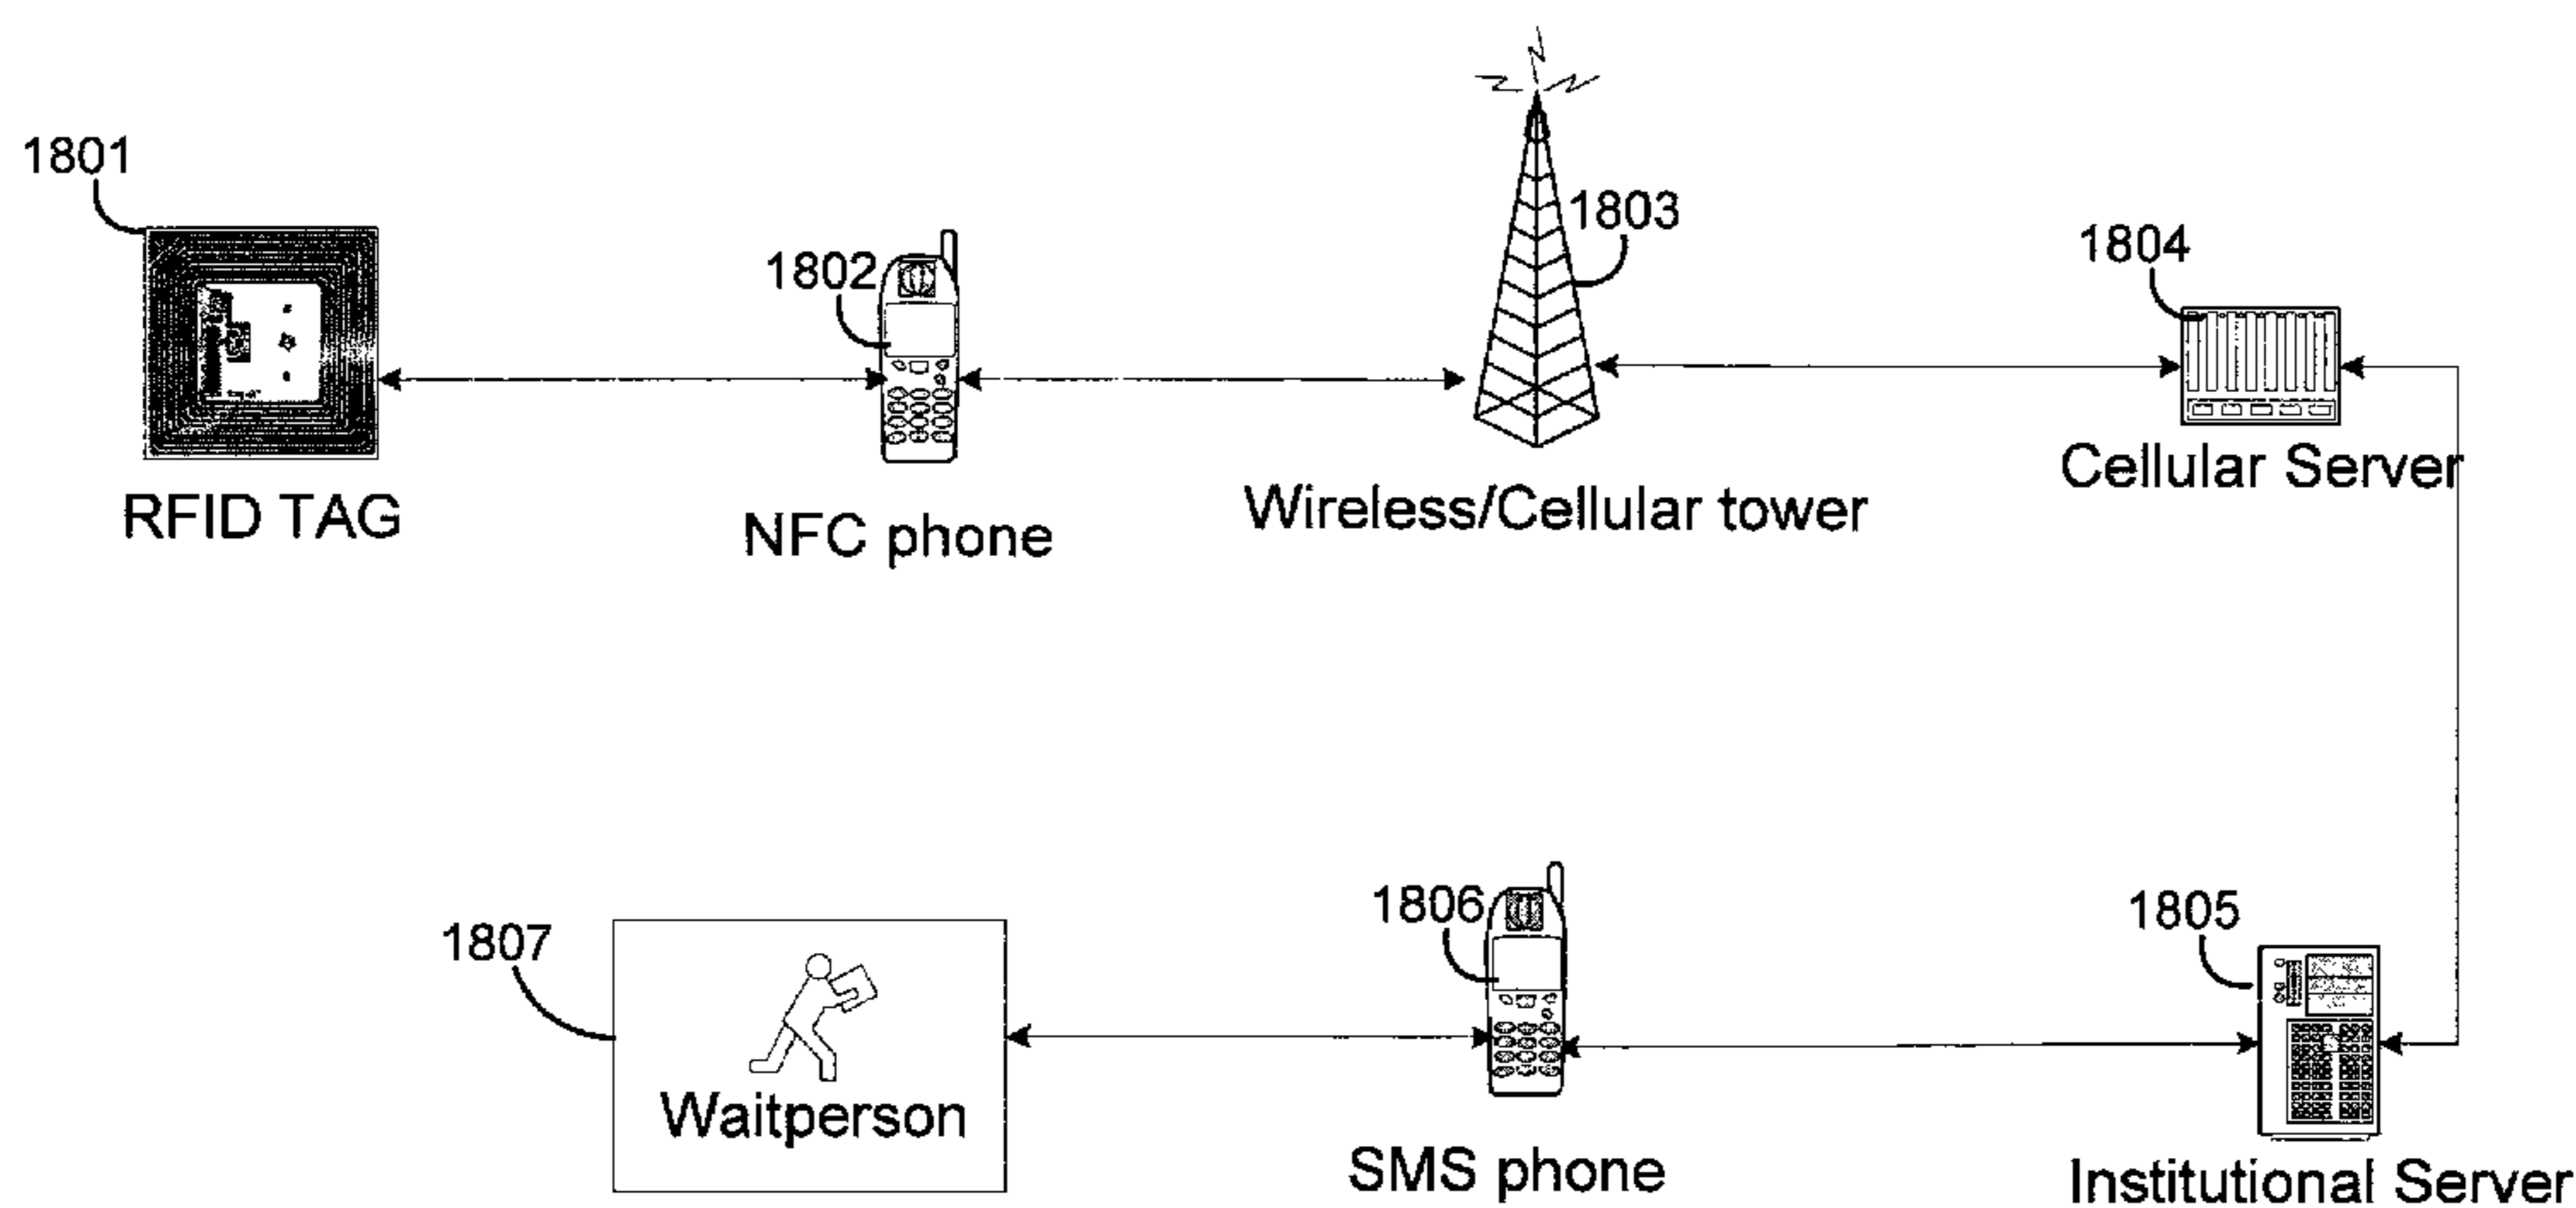 1801
RFID TAG
1802
NFC phone
1803
Wireless/Cellular tower
1804
Cellular Server
1805
Institutional Server
1806
SMS phone
1807
Waitperson